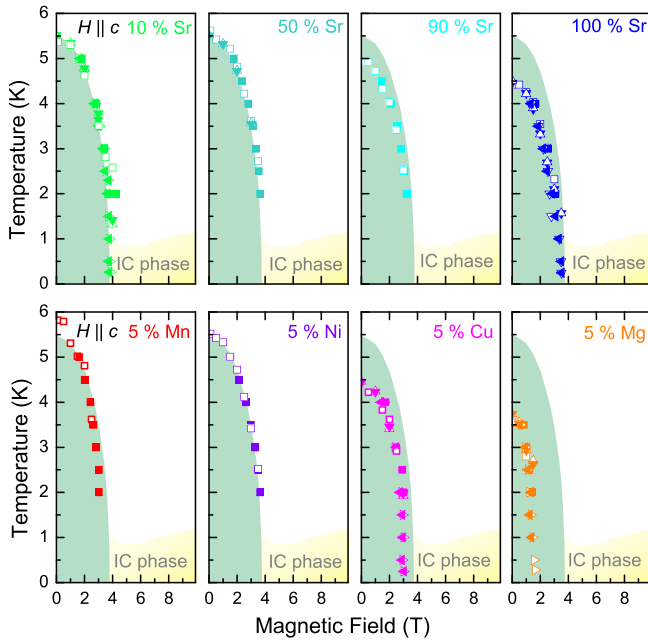 H || c 10 % Sr
50 % Sr
90 % Sr
100 % Sr
6
5
4
3
2
1
0
Temperature (K)
IC phase
IC phase
IC phase
IC phase
H || c 5 % Mn
5 % Ni
5 % Cu
5 % Mg
6
5
4
3
2
1
0
Temperature (K)
IC phase
IC phase
IC phase
IC phase
0 2 4 6 8 0 2 4 6 8 0 2 4 6 8 0 2 4 6 8
Magnetic Field (T)